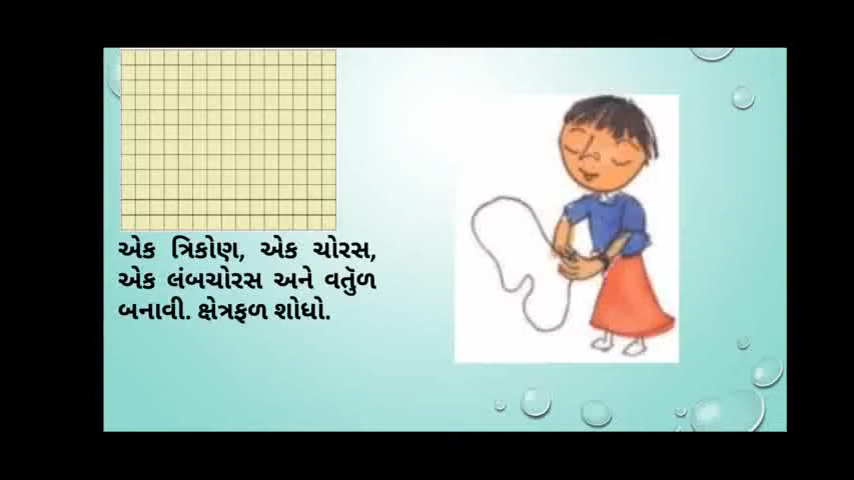 એક ત્રિકોણ, એક ચોરસ,
એક લંબચોરસ અને વર્તુળ
બનાવી. ક્ષેત્રફળ શોધો.